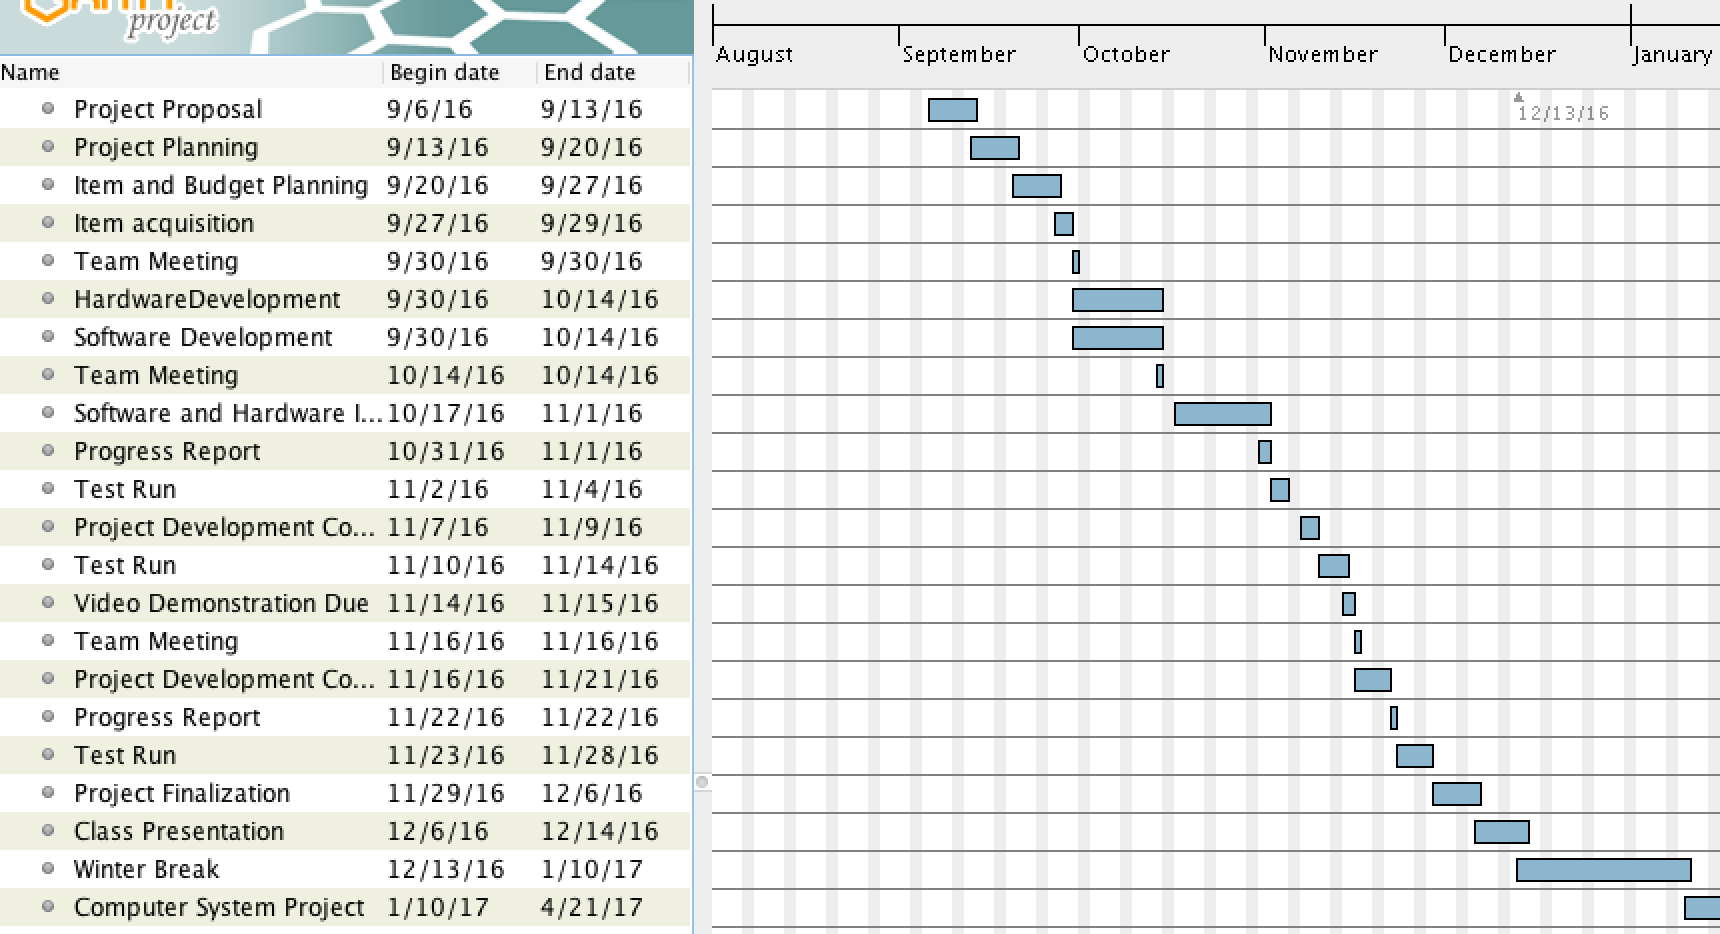 project
August September October November December January
Name Begin date End date
Project Proposal 9/6/16 9/13/16
12/13/16
Project Planning 9/13/16 9/20/16
Item and Budget Planning 9/20/16 9/27/16
Item acquisition 9/27/16 9/29/16
Team Meeting 9/30/16 9/30/16
HardwareDevelopment 9/30/16 10/14/16
Software Development 9/30/16 10/14/16
Team Meeting 10/14/16 10/14/16
Software and Hardware I... 10/17/16 11/1/16
Progress Report 10/31/16 11/1/16
Test Run 11/2/16 11/4/16
Project Development Co... 11/7/16 11/9/16
Test Run 11/10/16 11/14/16
Video Demonstration Due 11/14/16 11/15/16
Team Meeting 11/16/16 11/16/16
Project Development Co... 11/16/16 11/21/16
Progress Report 11/22/16 11/22/16
Test Run 11/23/16 11/28/16
Project Finalization 11/29/16 12/6/16
Class Presentation 12/6/16 12/14/16
Winter Break 12/13/16 1/10/17
Computer System Project 1/10/17 4/21/17